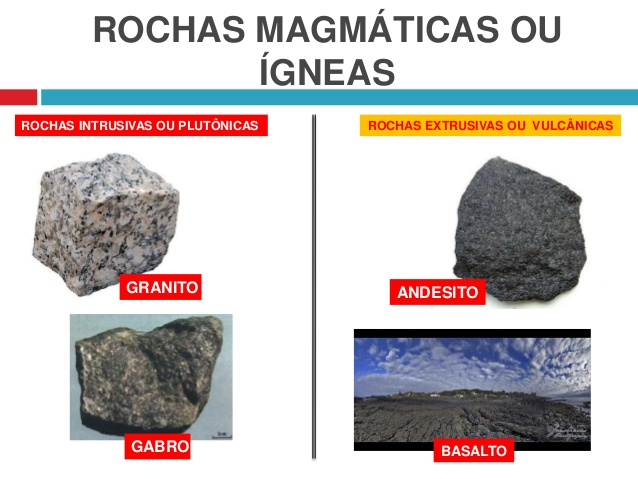 ROCHAS MAGMÁTICAS OU
ÍGNEAS
ROCHAS INTRUSIVAS OU PLUTÔNICAS
GRANITO
GABRO
ROCHAS EXTRUSIVAS OU VULCÂNICAS
ANDESITO
BASALTO